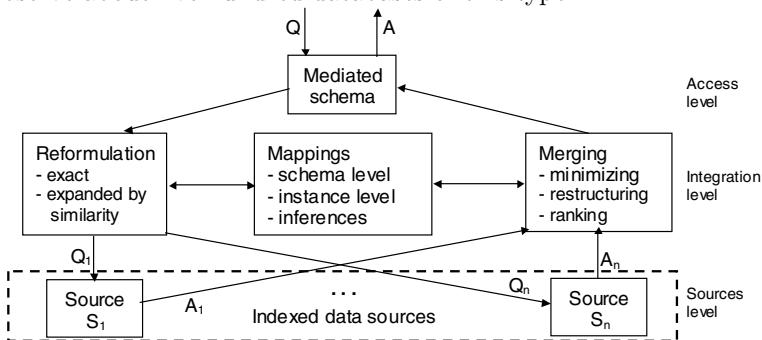 Q
A
Mediated
schema
Access
level
Reformulation
- exact
- expanded by
similarity
Mappings
- schema level
- instance level
- inferences
Merging
- minimizing
- restructuring
- ranking
Integration
level
Q1
Qn
An
Source
S1
A1
...
Indexed data sources
Source
Sn
Sources
level